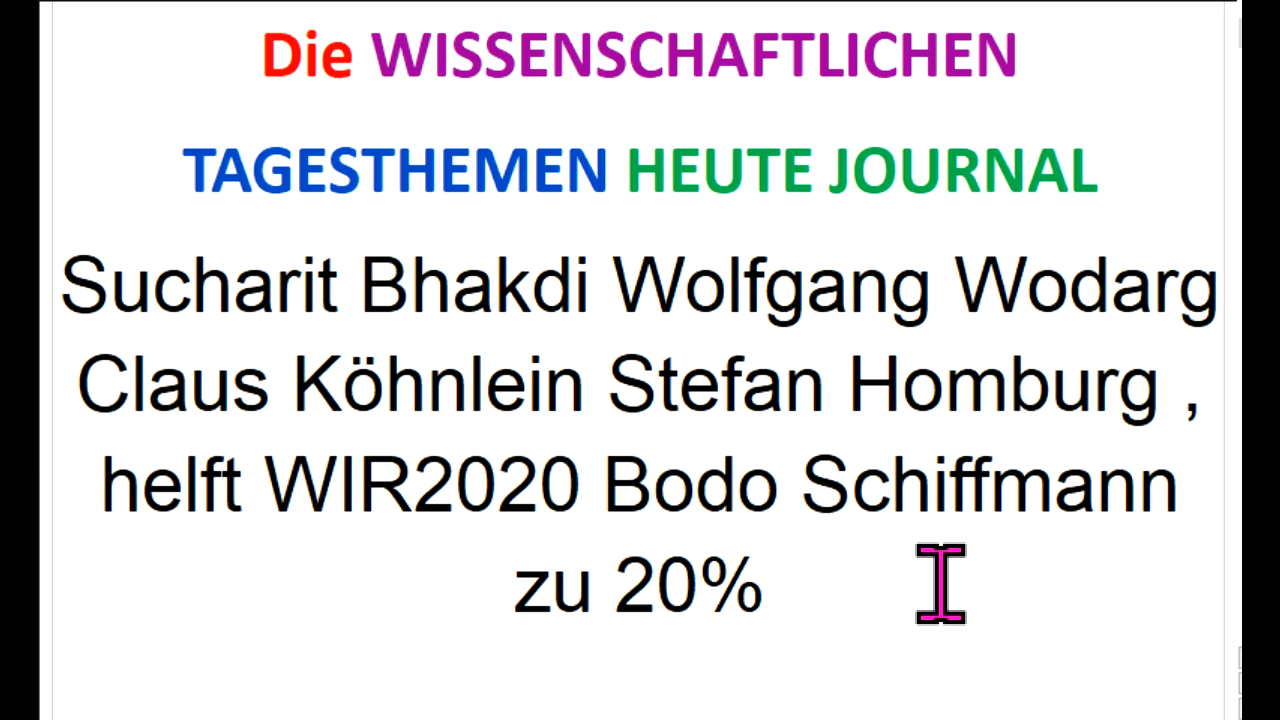 Die WISSENSCHAFTLICHEN
TAGESTHEMEN HEUTE JOURNAL
Sucharit Bhakdi Wolfgang Wodarg
Claus Köhnlein Stefan Homburg ,
helft WIR2020 Bodo Schiffmann
zu 20%